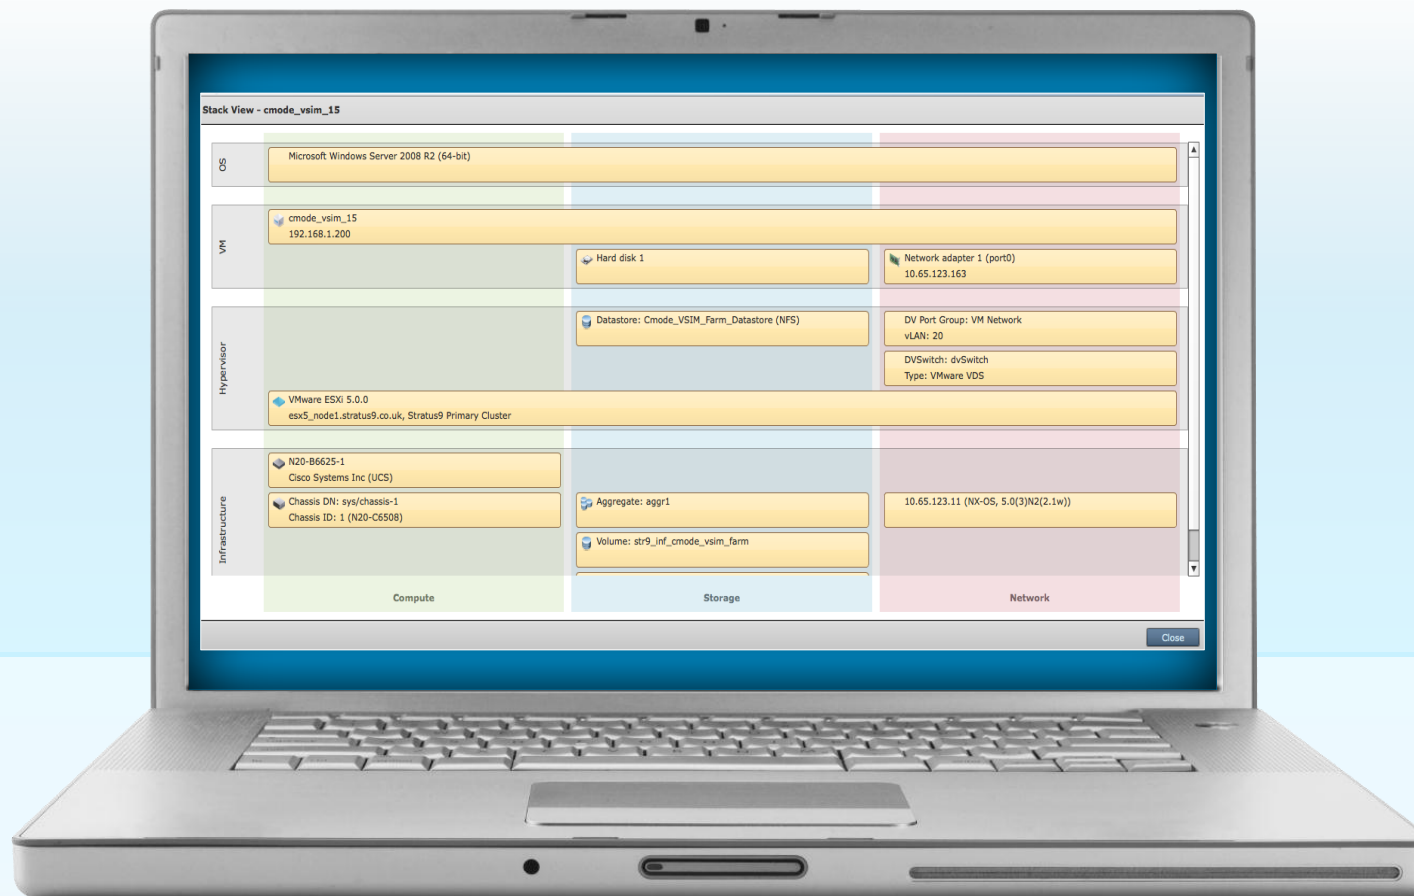 Stack View - cmode_vsim_15
OS
Microsoft Windows Server 2008 R2 (64-bit)
VM
cmode_vsim_15
192.168.1.200
Hard disk 1
Network adapter 1 (port0)
10.65.123.163
Hypervisor
Datastore: Cmode_VSIM_Farm_Datastore (NFS)
DV Port Group: VM Network
vLAN: 20
DVSwitch: dvSwitch
Type: VMware VDS
VMware ESXi 5.0.0
esx5_node1.stratus9.co.uk, Stratus9 Primary Cluster
Infrastructure
N20-B6625-1
Cisco Systems Inc (UCS)
Chassis DN: sys/chassis-1
Chassis ID: 1 (N20-C6508)
Aggregate: aggr1
10.65.123.11 (NX-OS, 5.0(3)N2(2.1w))
Volume: str9_inf_cmode_vsim_farm
Compute
Storage
Network
Close